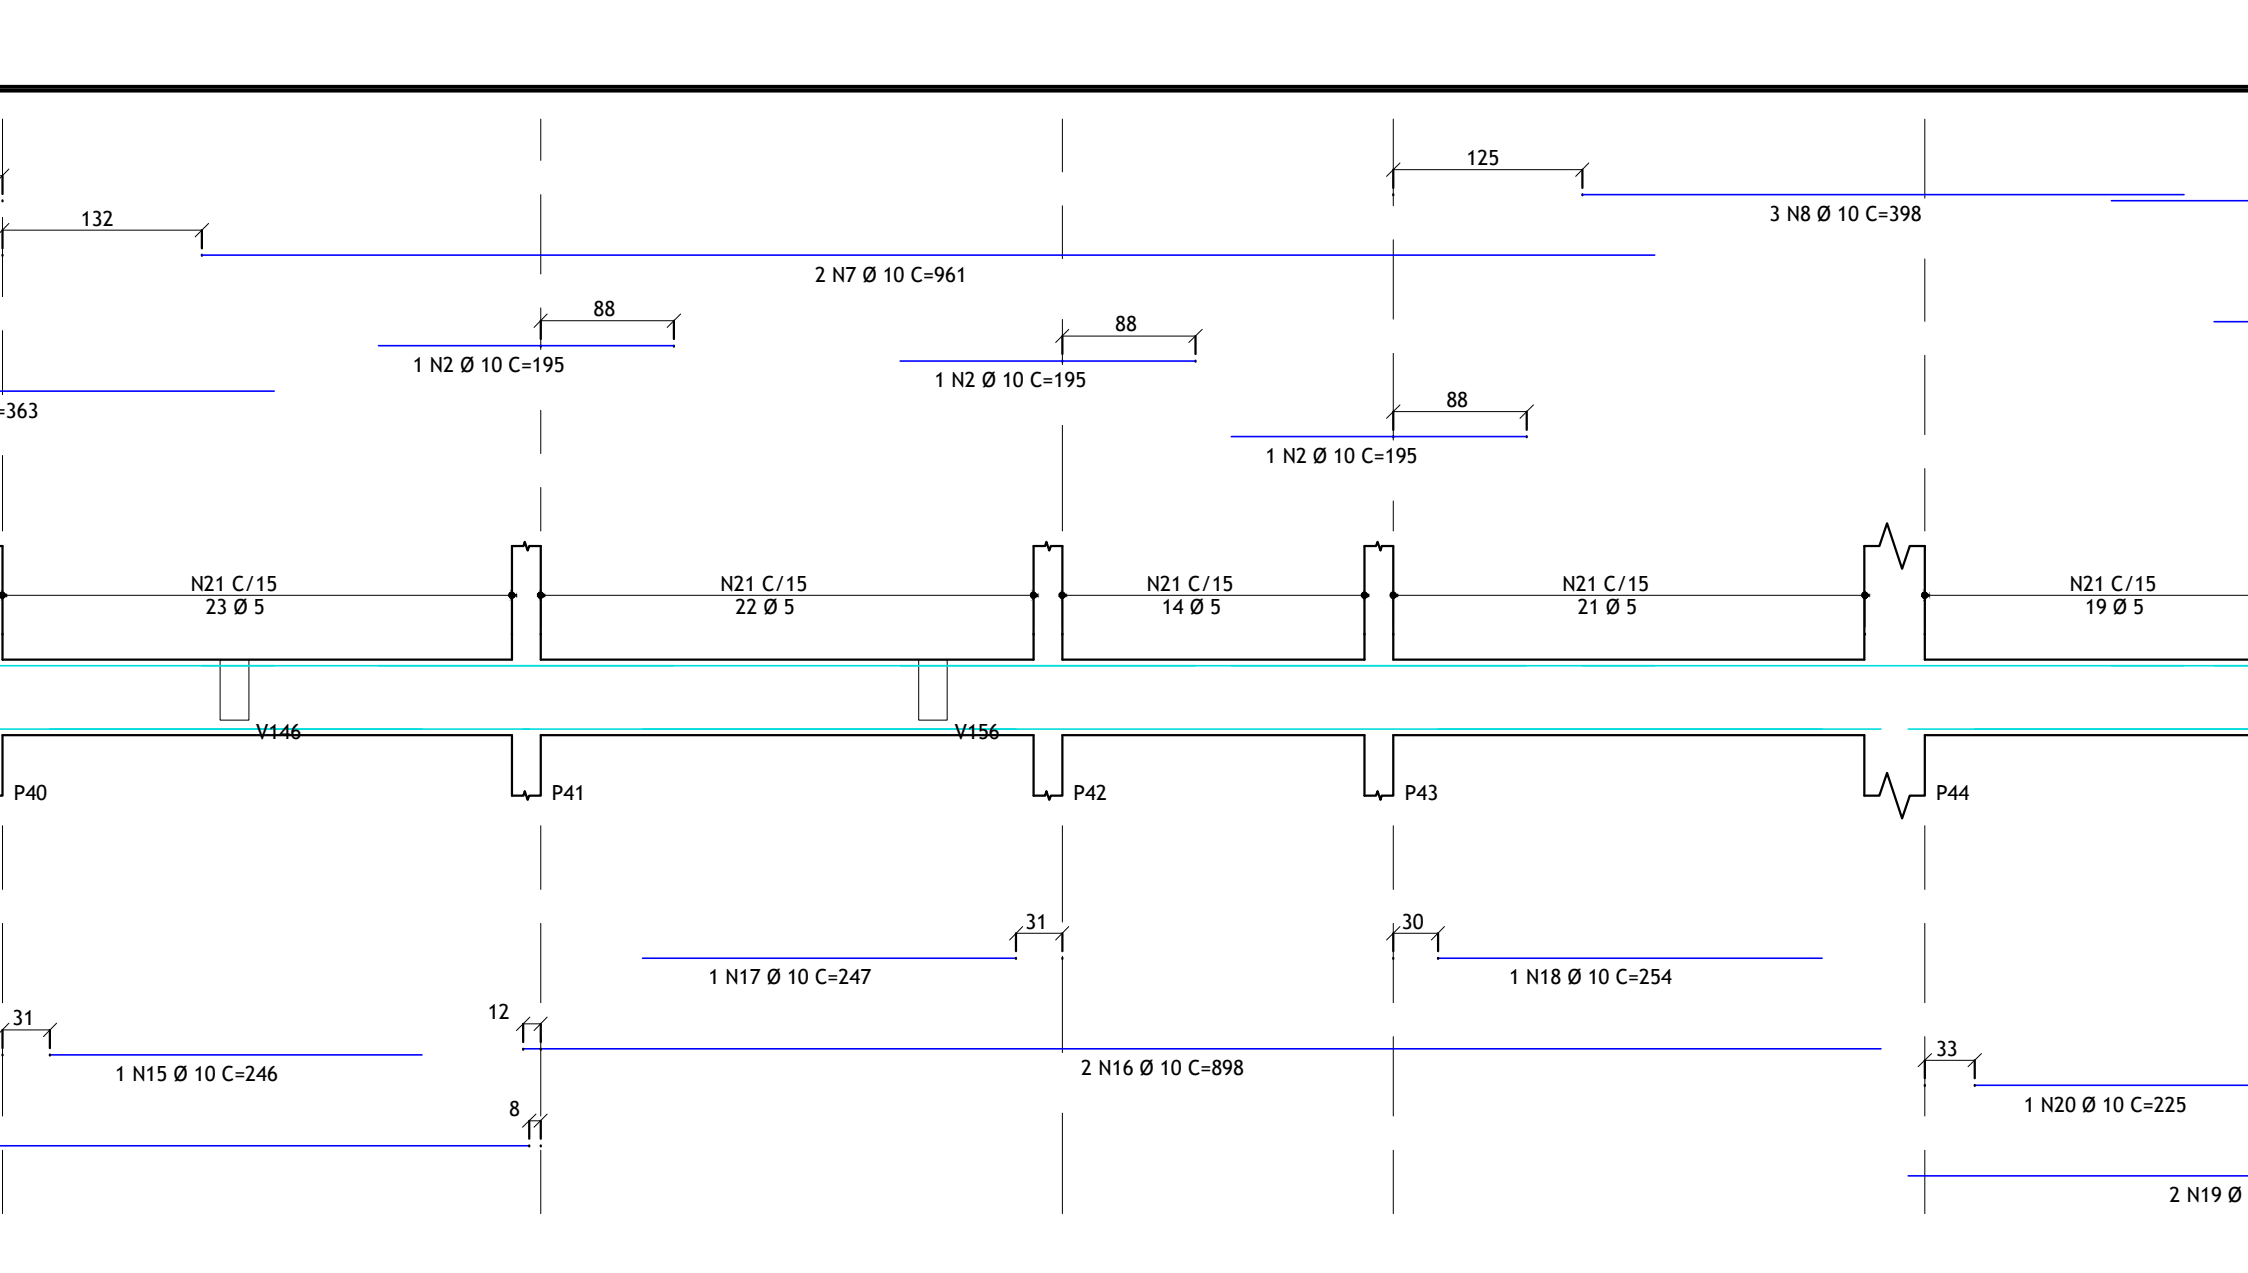 125
3 N8 Ø 10 C=398
132
2 N7 Ø 10 C=961
88
1 N2 Ø 10 C=195
88
1 N2 Ø 10 C=195
=363
88
1 N2 Ø 10 C=195
N21 C/15
23 Ø 5
N21 C/15
22 Ø 5
N21 C/15
14 Ø 5
N21 C/15
21 Ø 5
N21 C/15
19 Ø 5
V146
V156
P40
P41
P42
P43
P44
31
1 N17 Ø 10 C=247
30
1 N18 Ø 10 C=254
31
1 N15 Ø 10 C=246
12
2 N16 Ø 10 C=898
33
1 N20 Ø 10 C=225
8
2 N19 Ø